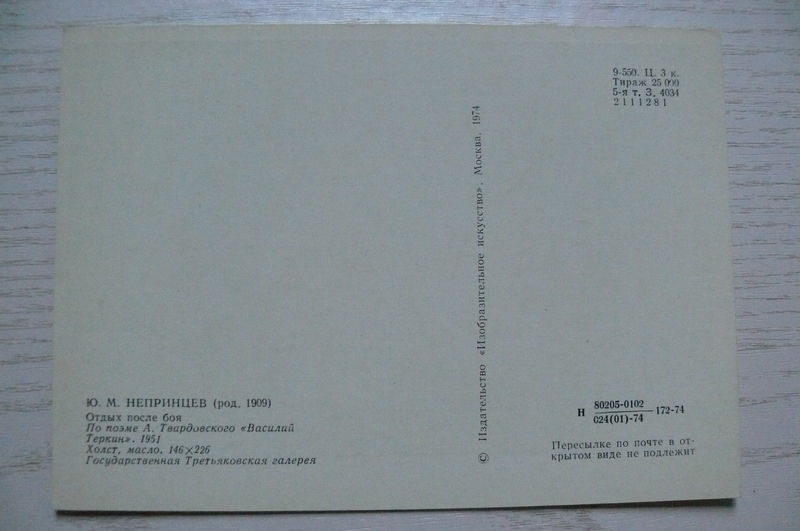 9-550. Ц. 3 к.
Тираж 25 000
5-я т. З. 4034
2111281
© Издательство «Изобразительное искусство». Москва. 1974
Ю. М. НЕПРИНЦЕВ (род. 1909)
Отдых после боя
По поэме А. Твардовского «Василий
Теркин». 1951
Холст, масло. 146×226
Государственная Третьяковская галерея
Н 80205-0102
024(01)-74 172-74
Пересылке по почте в от-
крытом виде не подлежит